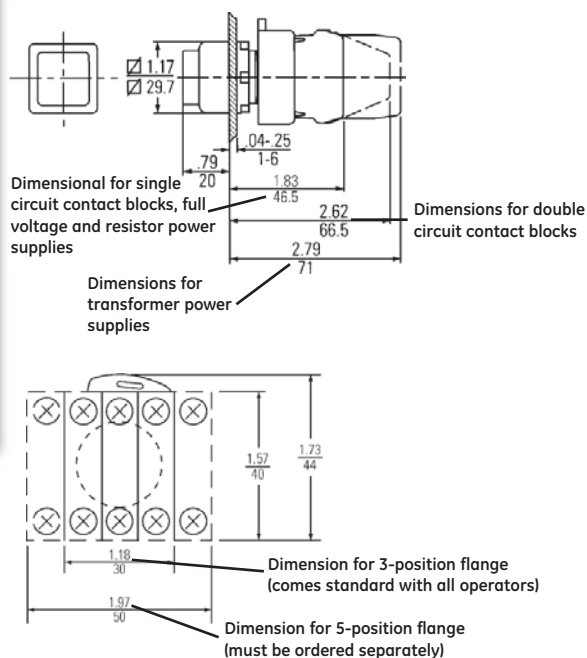 1.17
29.7
.04-.25
1-6
.79
20
1.83
46.5
Dimensional for single
circuit contact blocks, full
voltage and resistor power
supplies
2.62
66.5
Dimensions for double
circuit contact blocks
2.79
71
Dimensions for
transformer power
supplies
1.57
40
1.73
44
1.18
30
Dimension for 3-position flange
(comes standard with all operators)
1.97
50
Dimension for 5-position flange
(must be ordered separately)